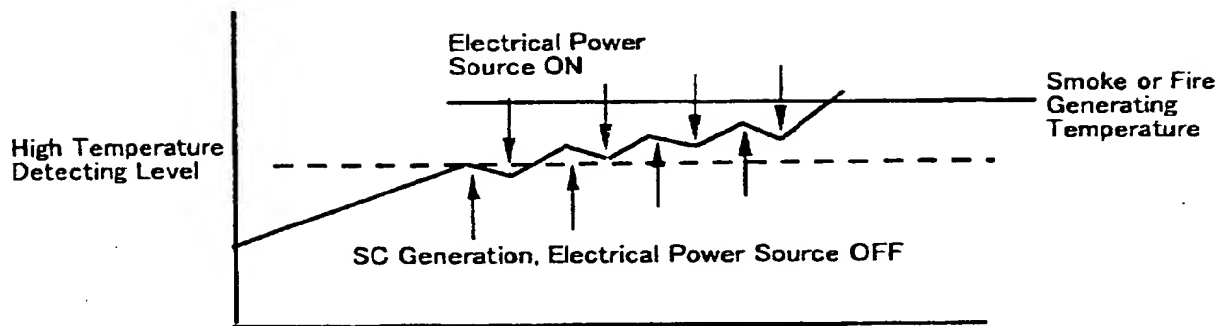 Electrical Power
Source ON
Smoke or Fire
Generating
Temperature
High Temperature
Detecting Level
SC Generation, Electrical Power Source OFF